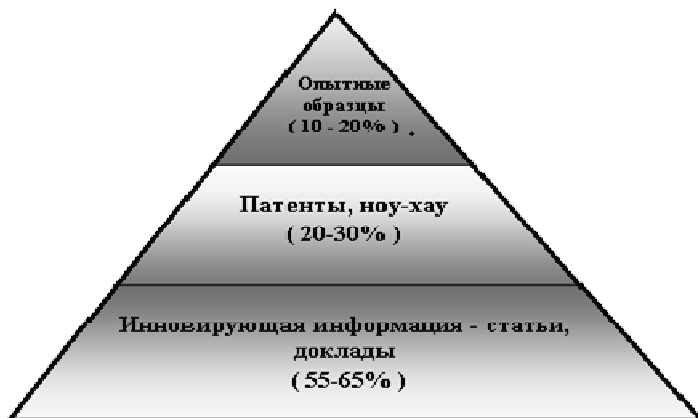 Опытные
образцы
( 10 - 20% ) .
Патенты, ноу-хау
( 20-30% )
Инновирующая информация - статьи,
доклады
( 55-65% )